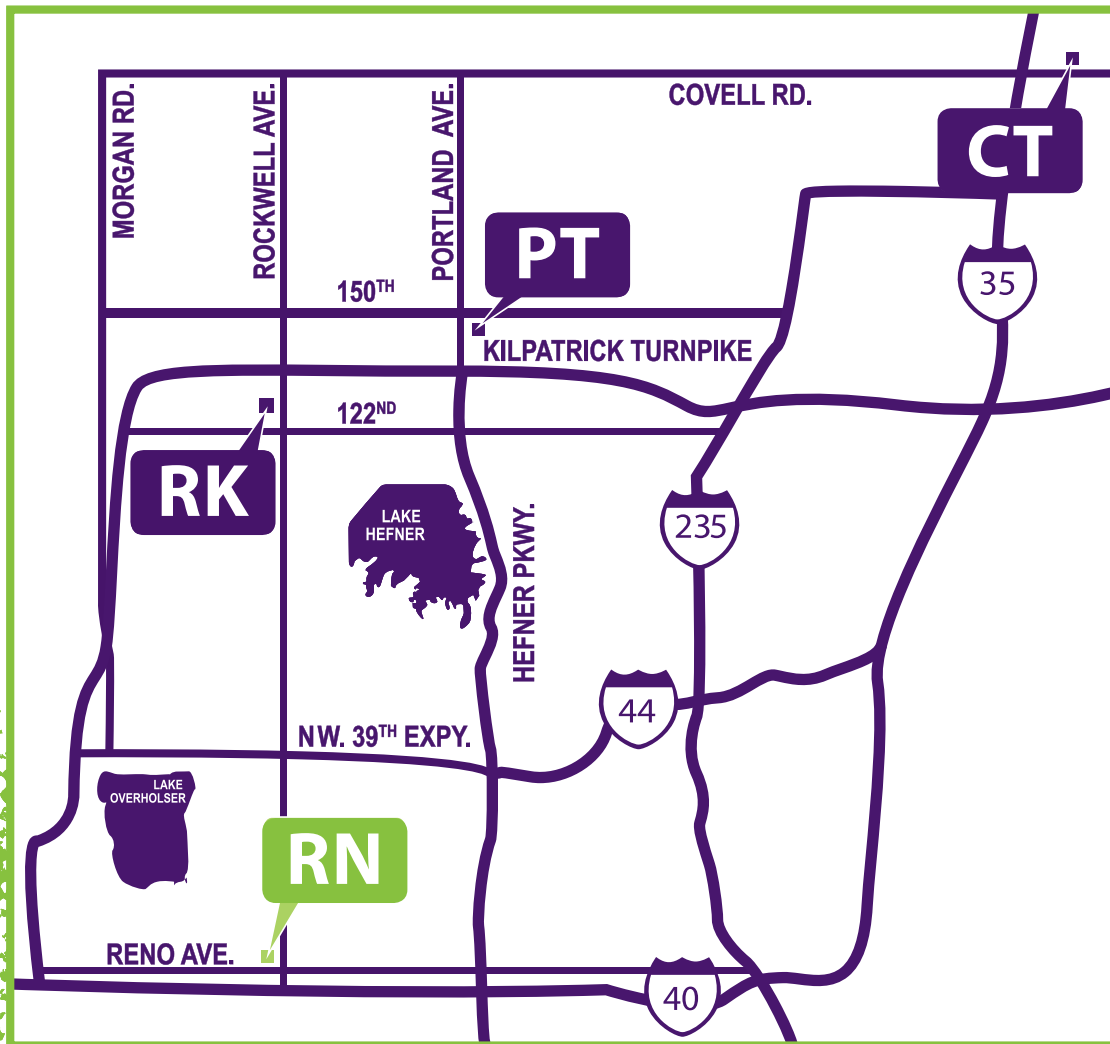 COVELL RD.
MORGAN RD.
ROCKWELL AVE.
PORTLAND AVE.
CT
PT
150TH
35
KILPATRICK TURNPIKE
122ND
RK
LAKE
HEFNER
235
HEFNER PKWY.
44
NW. 39TH EXPY.
LAKE
OVERHOLSER
RN
RENO AVE.
40